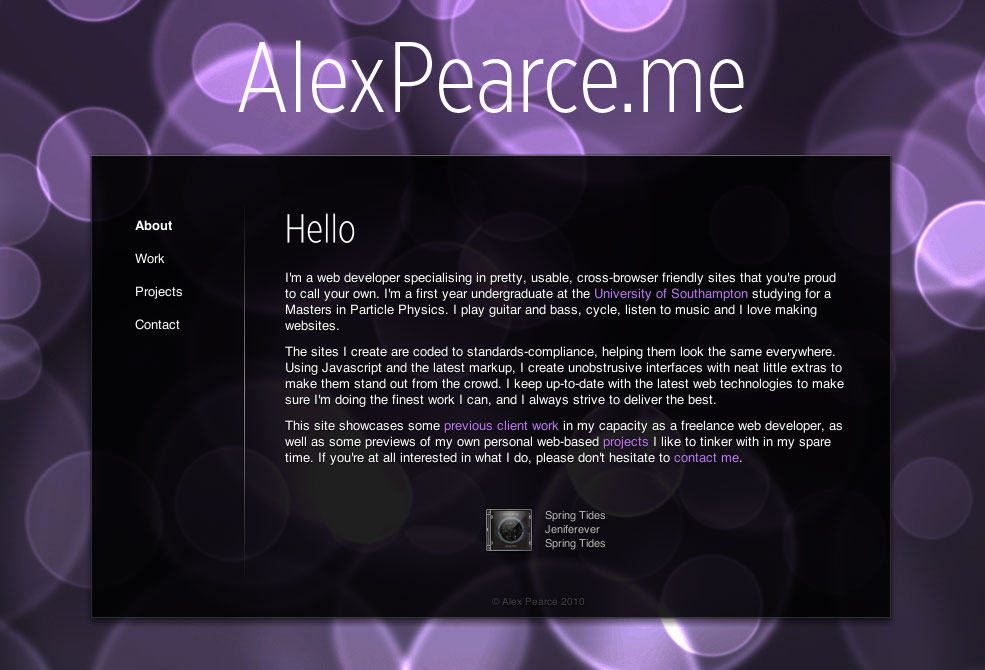 AlexPearce.me
About
Work
Projects
Contact
Hello
I'm a web developer specialising in pretty, usable, cross-browser friendly sites that you're proud
to call your own. I'm a first year undergraduate at the University of Southampton studying for a
Masters in Particle Physics. I play guitar and bass, cycle, listen to music and I love making
websites.
The sites I create are coded to standards-compliance, helping them look the same everywhere.
Using Javascript and the latest markup, I create unobstrusive interfaces with neat little extras to
make them stand out from the crowd. I keep up-to-date with the latest web technologies to make
sure I'm doing the finest work I can, and I always strive to deliver the best.
This site showcases some previous client work in my capacity as a freelance web developer, as
well as some previews of my own personal web-based projects I like to tinker with in my spare
time. If you're at all interested in what I do, please don't hesitate to contact me.
Spring Tides
Jeniferever
Spring Tides
© Alex Pearce 2010